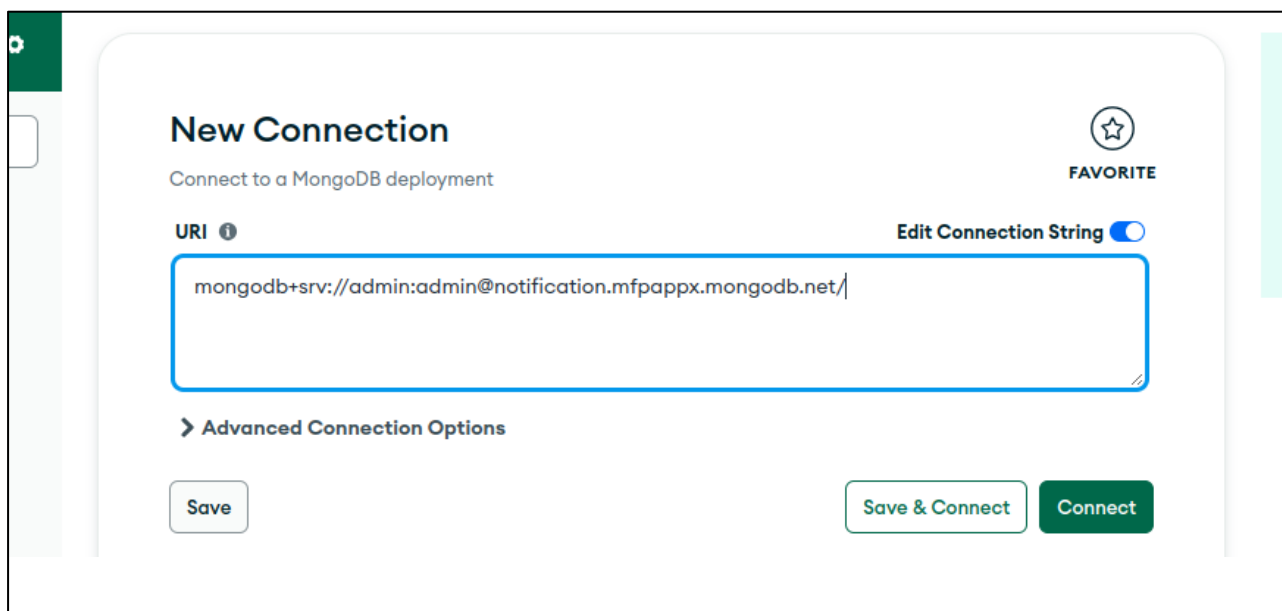 New Connection
FAVORITE
Connect to a MongoDB deployment
URI
Edit Connection String
mongodb+srv://admin:admin@notification.mfpappx.mongodb.net/
Advanced Connection Options
Save
Save & Connect
Connect